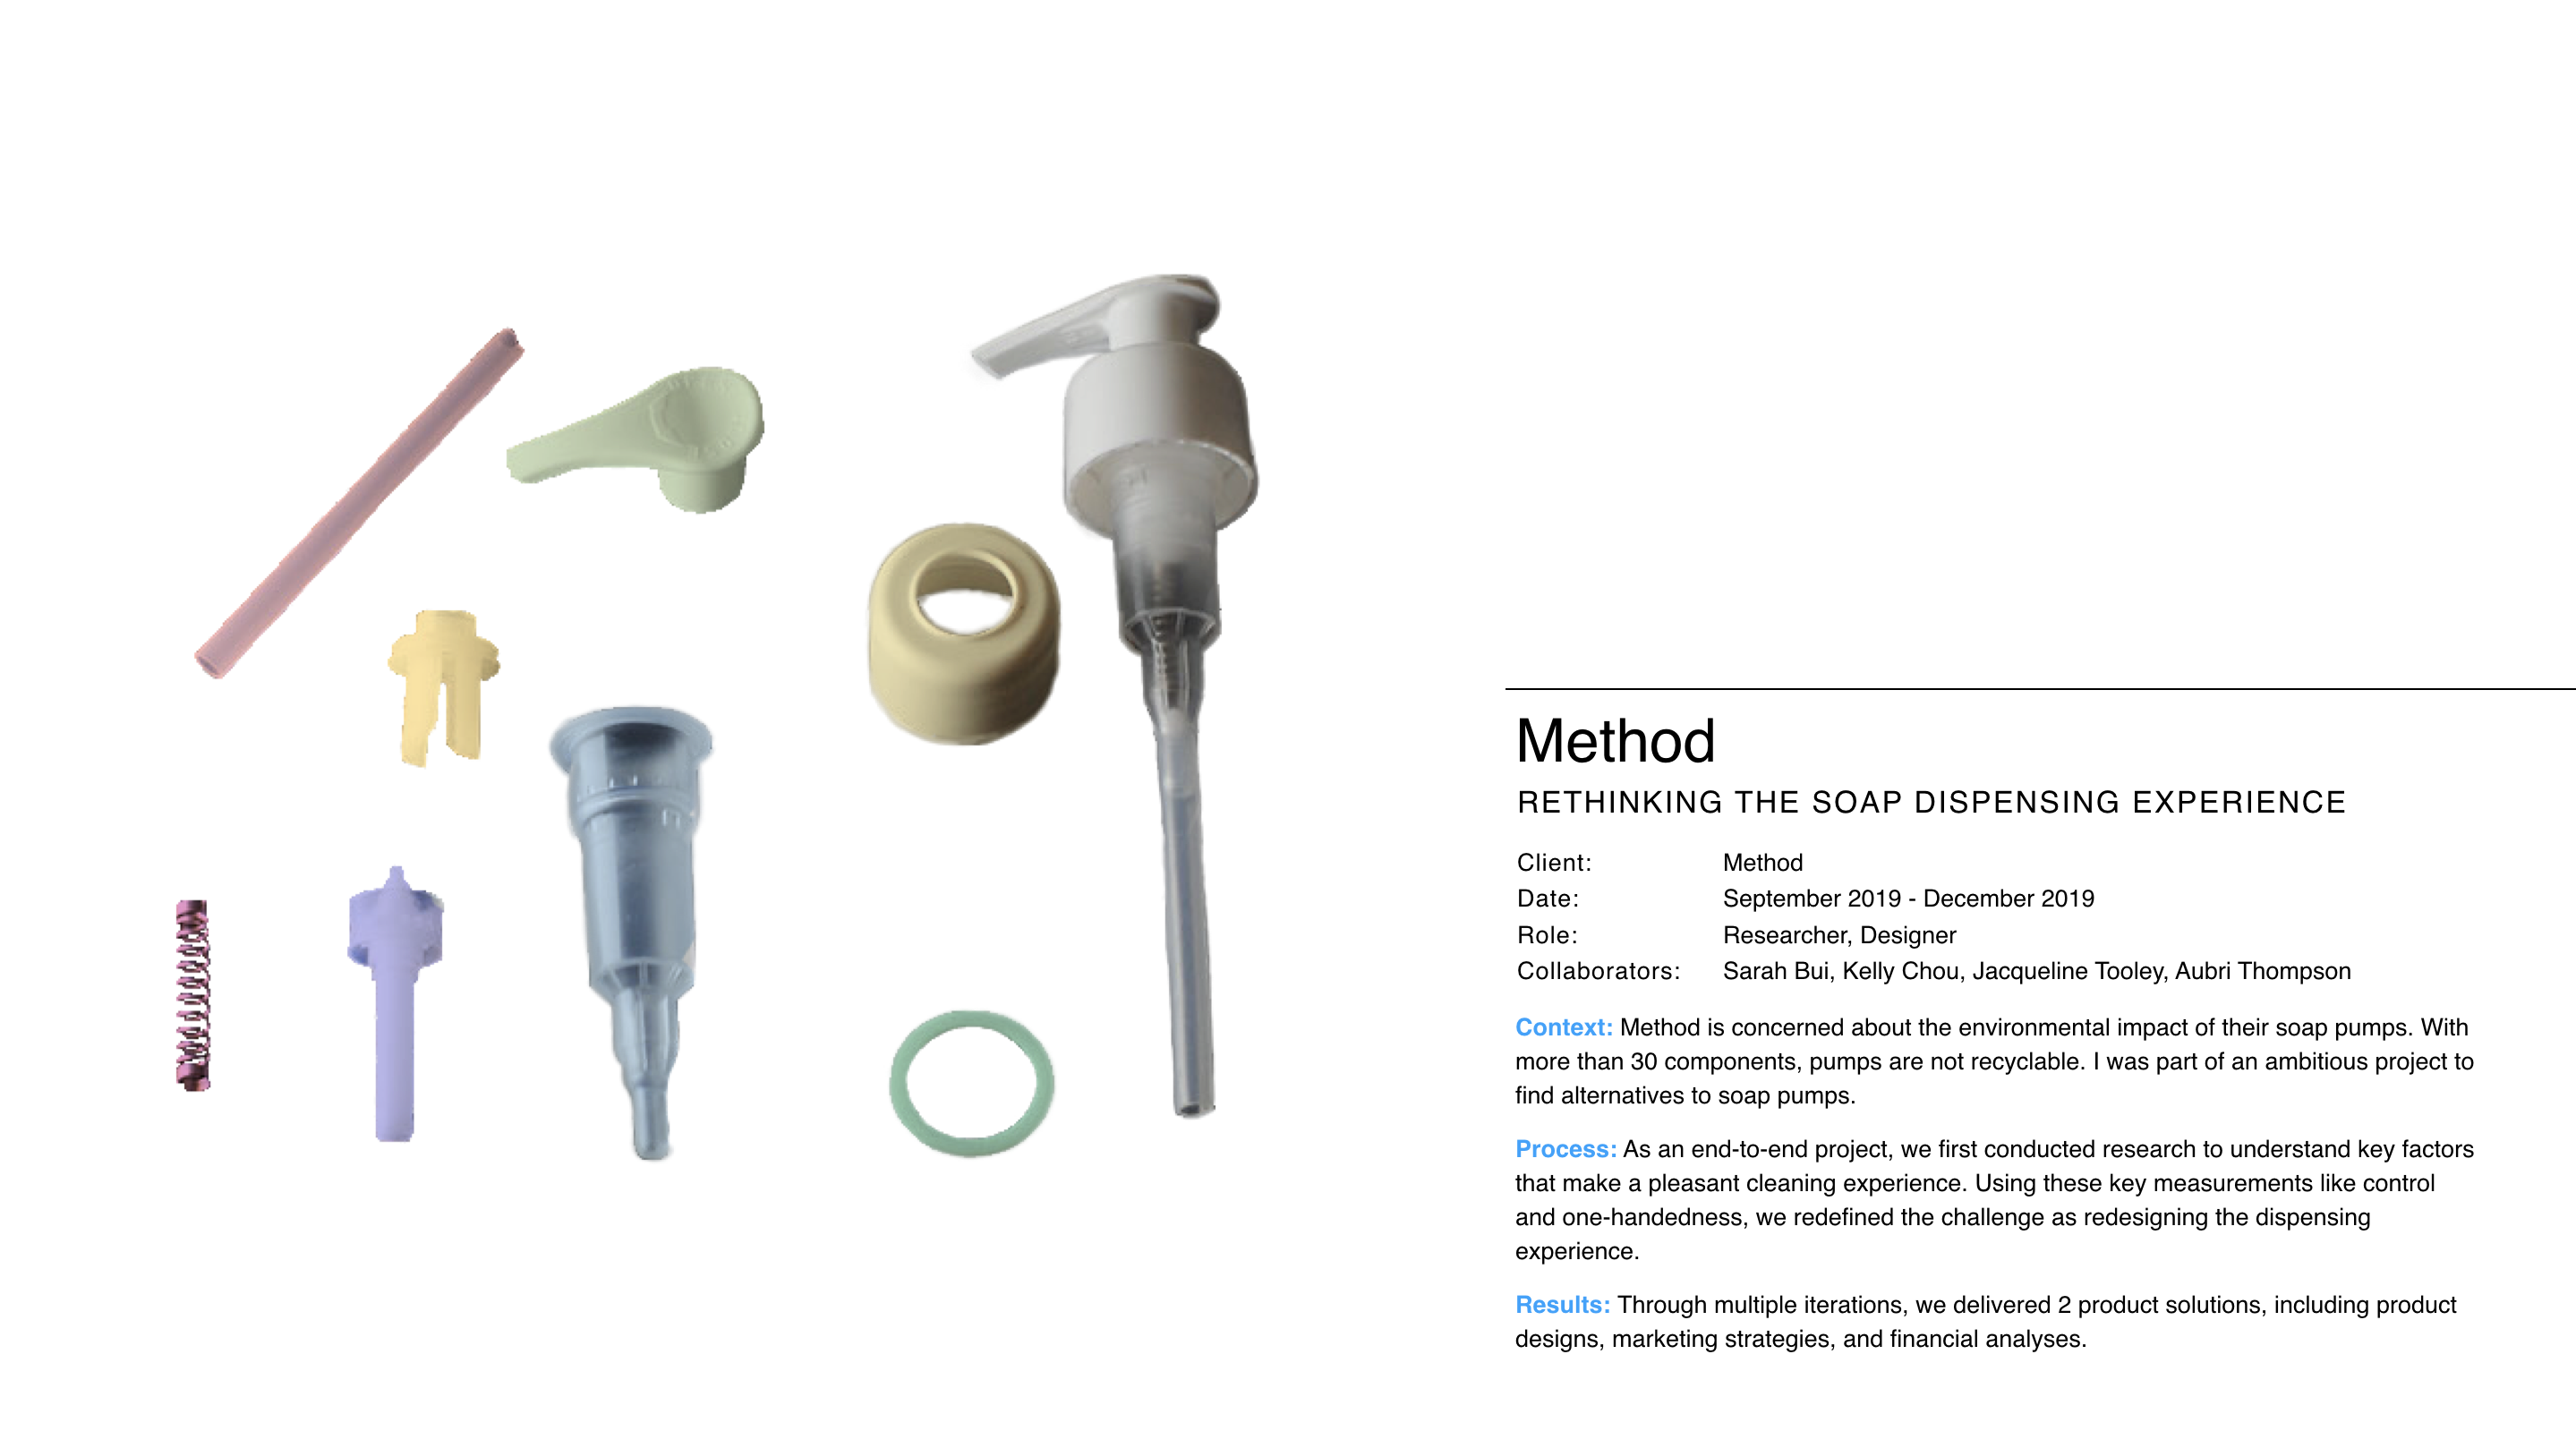 Method
RETHINKING THE SOAP DISPENSING EXPERIENCE
Client: Method
Date: September 2019 - December 2019
Role: Researcher, Designer
Collaborators: Sarah Bui, Kelly Chou, Jacqueline Tooley, Aubri Thompson
Context: Method is concerned about the environmental impact of their soap pumps. With
more than 30 components, pumps are not recyclable. I was part of an ambitious project to
find alternatives to soap pumps.
Process: As an end-to-end project, we first conducted research to understand key factors
that make a pleasant cleaning experience. Using these key measurements like control
and one-handedness, we redefined the challenge as redesigning the dispensing
experience.
Results: Through multiple iterations, we delivered 2 product solutions, including product
designs, marketing strategies, and financial analyses.